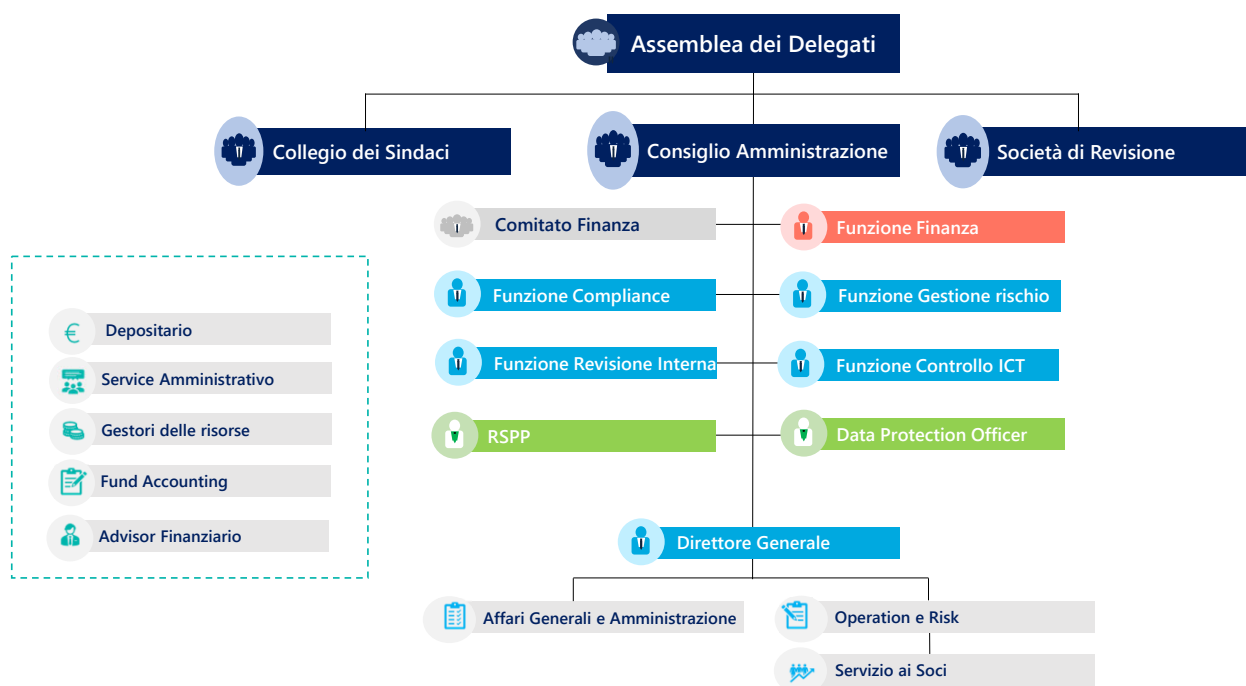 Assemblea dei Delegati
Collegio dei Sindaci
Consiglio Amministrazione
Società di Revisione
Comitato Finanza
Funzione Finanza
Funzione Compliance
Funzione Gestione rischio
Funzione Revisione Interna
Funzione Controllo ICT
RSPP
Data Protection Officer
€
Depositario
Service Amministrativo
Gestori delle risorse
Fund Accounting
Advisor Finanziario
Direttore Generale
Affari Generali e Amministrazione
Operation e Risk
Servizio ai Soci